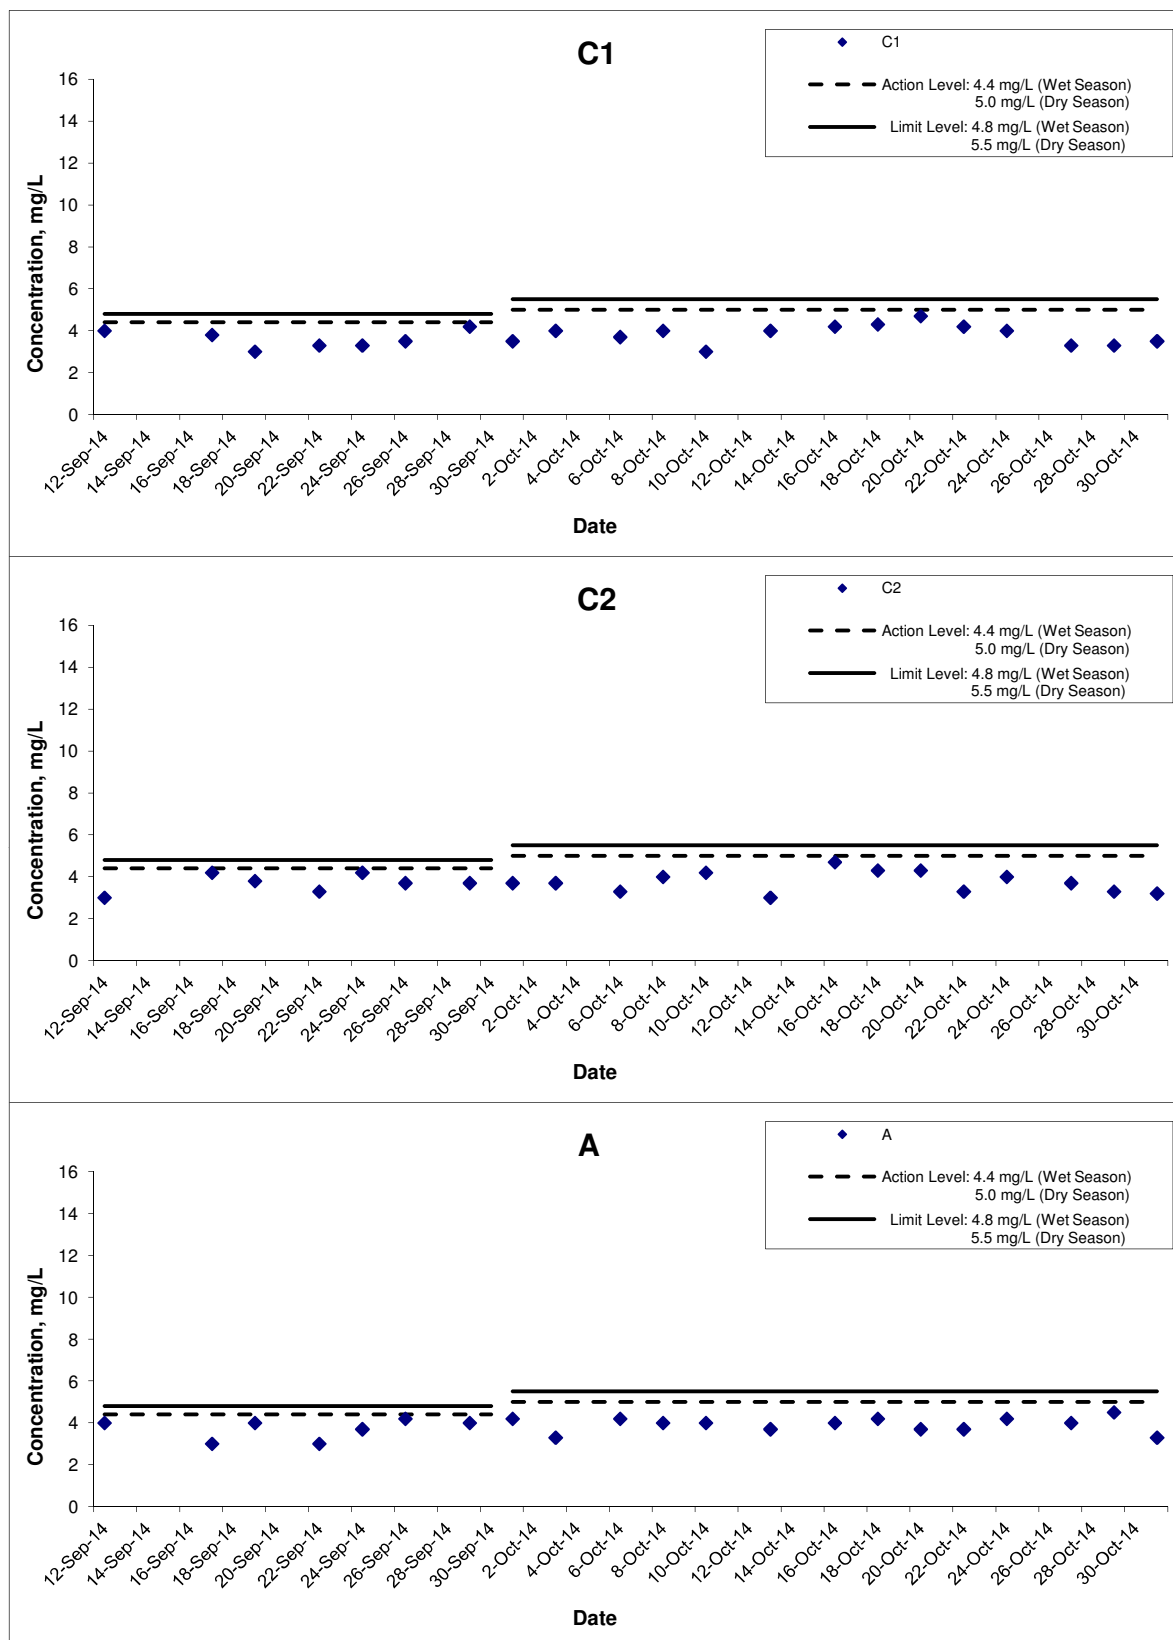 C1
C1
Action Level: 4.4 mg/L (Wet Season)
5.0 mg/L (Dry Season)
Limit Level: 4.8 mg/L (Wet Season)
5.5 mg/L (Dry Season)
Concentration, mg/L
16
14
12
10
8
6
4
2
0
12-Sep-14
14-Sep-14
16-Sep-14
18-Sep-14
20-Sep-14
22-Sep-14
24-Sep-14
26-Sep-14
28-Sep-14
30-Sep-14
2-Oct-14
4-Oct-14
6-Oct-14
8-Oct-14
10-Oct-14
12-Oct-14
14-Oct-14
16-Oct-14
18-Oct-14
20-Oct-14
22-Oct-14
24-Oct-14
26-Oct-14
28-Oct-14
30-Oct-14
Date
C2
C2
Action Level: 4.4 mg/L (Wet Season)
5.0 mg/L (Dry Season)
Limit Level: 4.8 mg/L (Wet Season)
5.5 mg/L (Dry Season)
Concentration, mg/L
16
14
12
10
8
6
4
2
0
12-Sep-14
14-Sep-14
16-Sep-14
18-Sep-14
20-Sep-14
22-Sep-14
24-Sep-14
26-Sep-14
28-Sep-14
30-Sep-14
2-Oct-14
4-Oct-14
6-Oct-14
8-Oct-14
10-Oct-14
12-Oct-14
14-Oct-14
16-Oct-14
18-Oct-14
20-Oct-14
22-Oct-14
24-Oct-14
26-Oct-14
28-Oct-14
30-Oct-14
Date
A
A
Action Level: 4.4 mg/L (Wet Season)
5.0 mg/L (Dry Season)
Limit Level: 4.8 mg/L (Wet Season)
5.5 mg/L (Dry Season)
Concentration, mg/L
16
14
12
10
8
6
4
2
0
12-Sep-14
14-Sep-14
16-Sep-14
18-Sep-14
20-Sep-14
22-Sep-14
24-Sep-14
26-Sep-14
28-Sep-14
30-Sep-14
2-Oct-14
4-Oct-14
6-Oct-14
8-Oct-14
10-Oct-14
12-Oct-14
14-Oct-14
16-Oct-14
18-Oct-14
20-Oct-14
22-Oct-14
24-Oct-14
26-Oct-14
28-Oct-14
30-Oct-14
Date